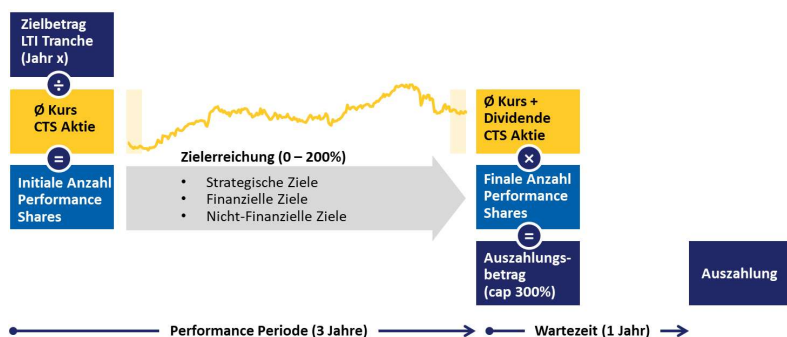 Zielbetrag
LTI Tranche
(Jahr x)
÷
Ø Kurs
CTS Aktie
=
Initiale Anzahl
Performance
Shares
Zielerreichung (0 – 200%)
• Strategische Ziele
• Finanzielle Ziele
• Nicht-Finanzielle Ziele
Ø Kurs +
Dividende
CTS Aktie
×
Finale Anzahl
Performance
Shares
=
Auszahlungs-
betrag
(cap 300%)
Auszahlung
Performance Periode (3 Jahre)
Wartezeit (1 Jahr)